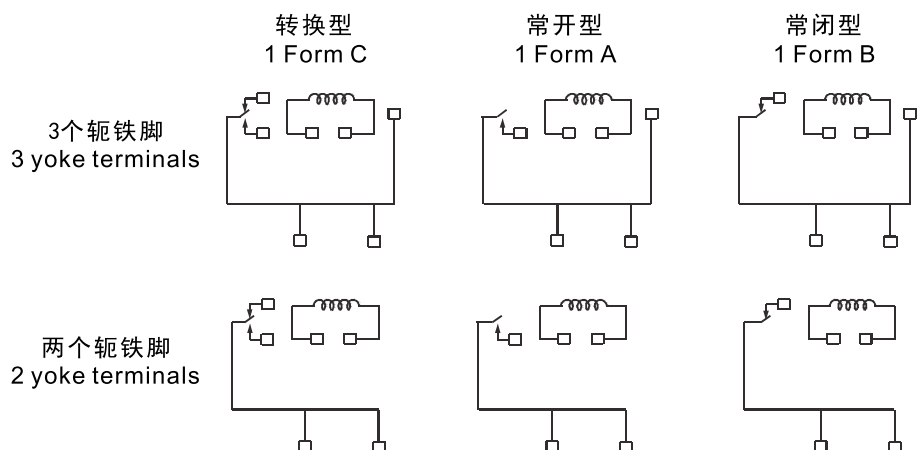 转换型
1 Form C
常开型
1 Form A
常闭型
1 Form B
3个轭铁脚
3 yoke terminals
两个轭铁脚
2 yoke terminals